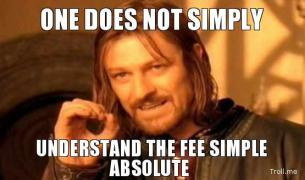 ONE DOES NOT SIMPLY
UNDERSTAND THE FEE SIMPLE
ABSOLUTE
Troll.me